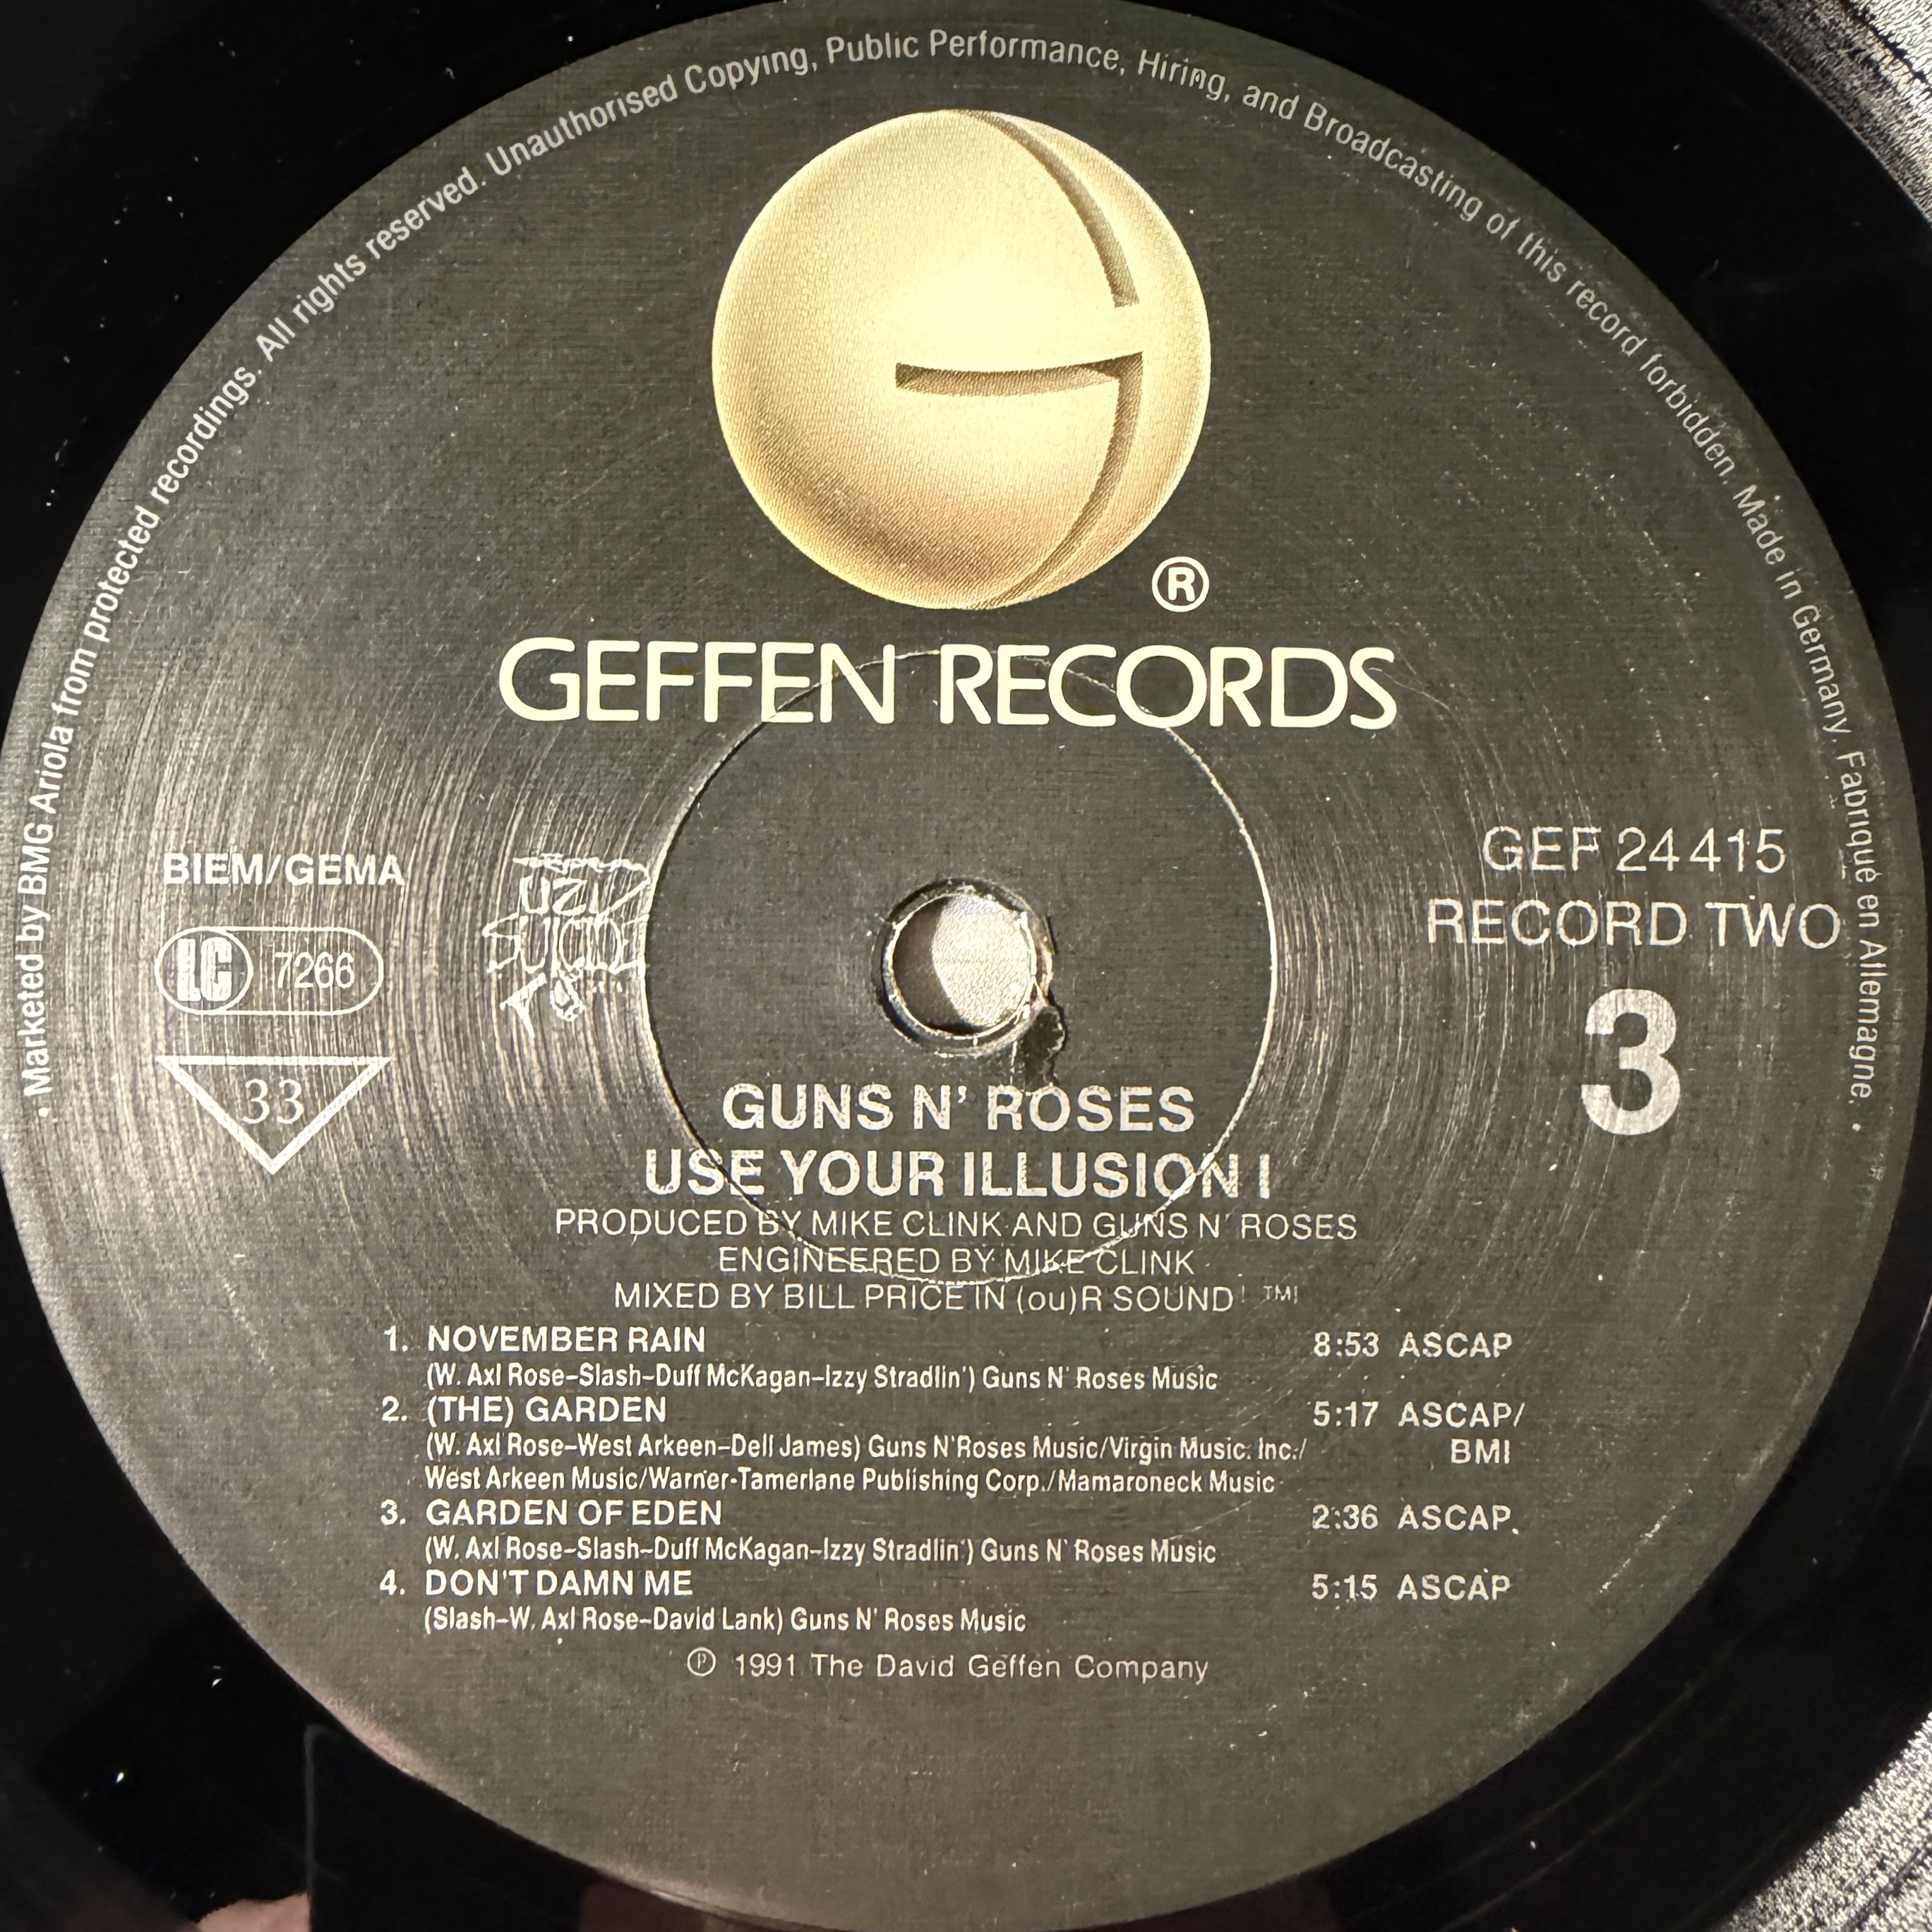 • Marketed by BMG Ariola from protected recordings. All rights reserved. Unauthorised Copying, Public Performance, Hiring, and Broadcasting of this record forbidden. Made in Germany. Fabriqué en Allemagne. •
®
GEFFEN RECORDS
BIEM/GEMA
LC 7266
33
UZI
SUICIDE
GEF 24 415
RECORD TWO
3
GUNS N' ROSES
USE YOUR ILLUSION I
PRODUCED BY MIKE CLINK AND GUNS N' ROSES
ENGINEERED BY MIKE CLINK
MIXED BY BILL PRICE IN (ou)R SOUND! ™!
1. NOVEMBER RAIN 8:53 ASCAP
(W. Axl Rose–Slash–Duff McKagan–Izzy Stradlin') Guns N' Roses Music
2. (THE) GARDEN 5:17 ASCAP/
(W. Axl Rose–West Arkeen–Dell James) Guns N' Roses Music/Virgin Music. Inc./ BMI
West Arkeen Music/Warner-Tamerlane Publishing Corp./Mamaroneck Music
3. GARDEN OF EDEN 2:36 ASCAP.
(W. Axl Rose–Slash–Duff McKagan–Izzy Stradlin') Guns N' Roses Music
4. DON'T DAMN ME 5:15 ASCAP
(Slash–W. Axl Rose–David Lank) Guns N' Roses Music
℗ 1991 The David Geffen Company